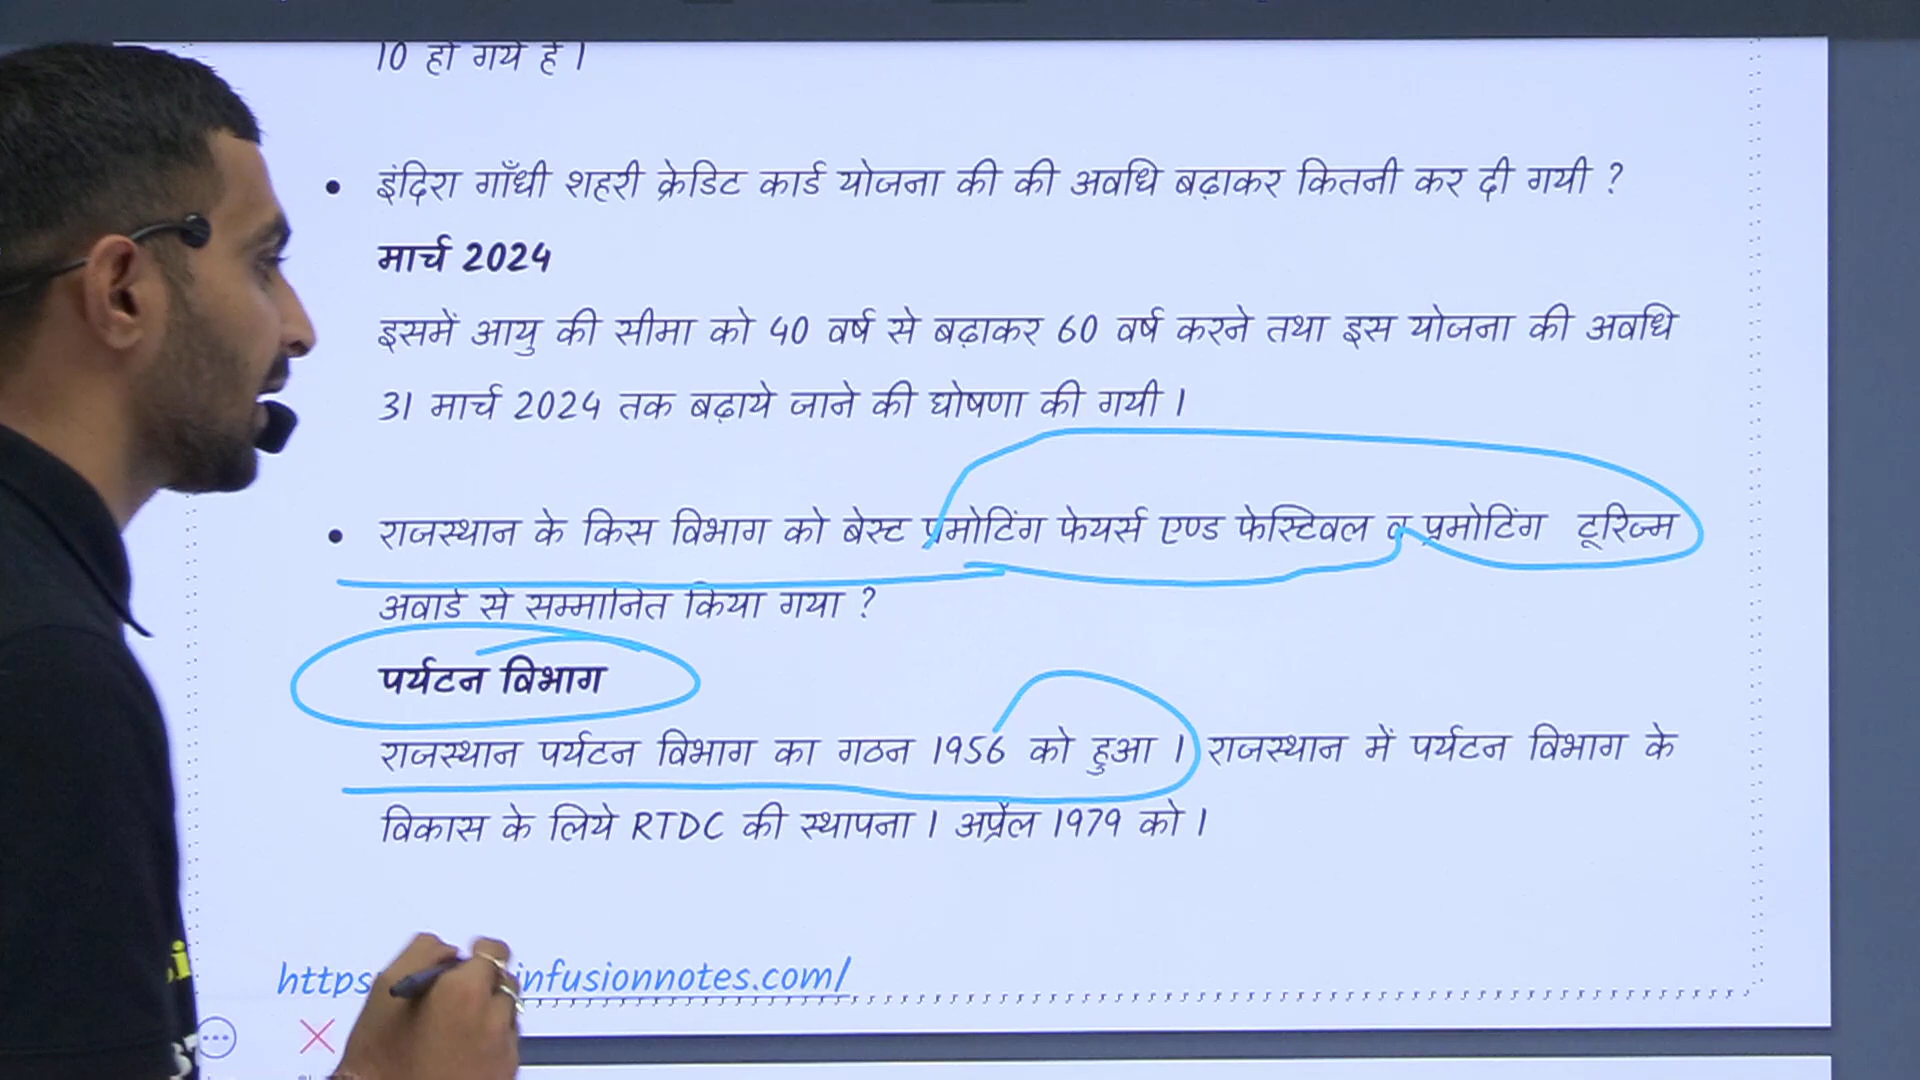 10 हो गये है ।
• इंदिरा गाँधी शहरी क्रेडिट कार्ड योजना की की अवधि बढ़ाकर कितनी कर दी गयी ?
मार्च 2024
इसमें आयु की सीमा को 40 वर्ष से बढ़ाकर 60 वर्ष करने तथा इस योजना की अवधि
31 मार्च 2024 तक बढ़ाये जाने की घोषणा की गयी ।
• राजस्थान के किस विभाग को बेस्ट प्रमोटिंग फेयर्स एण्ड फेस्टिवल व प्रमोटिंग टूरिज्म
अवार्ड से सम्मानित किया गया ?
पर्यटन विभाग
राजस्थान पर्यटन विभाग का गठन 1956 को हुआ । राजस्थान में पर्यटन विभाग के
विकास के लिये RTDC की स्थापना 1 अप्रैल 1979 को ।
https infusionnotes.com/